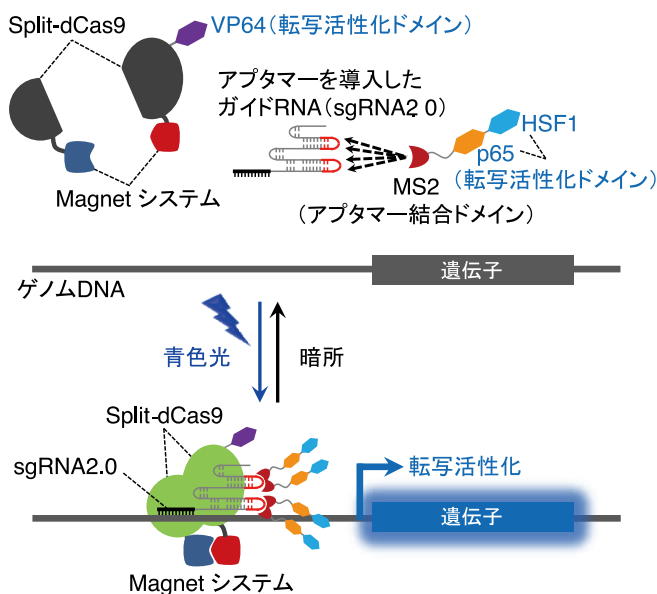 Split-dCas9
VP64（転写活性化ドメイン）
アプタマーを導入した
ガイドRNA（sgRNA2 0）
HSF1
p65
（転写活性化ドメイン）
MS2
（アプタマー結合ドメイン）
Magnet システム
遺伝子
ゲノムDNA
青色光
暗所
Split-dCas9
sgRNA2.0
転写活性化
遺伝子
Magnet システム